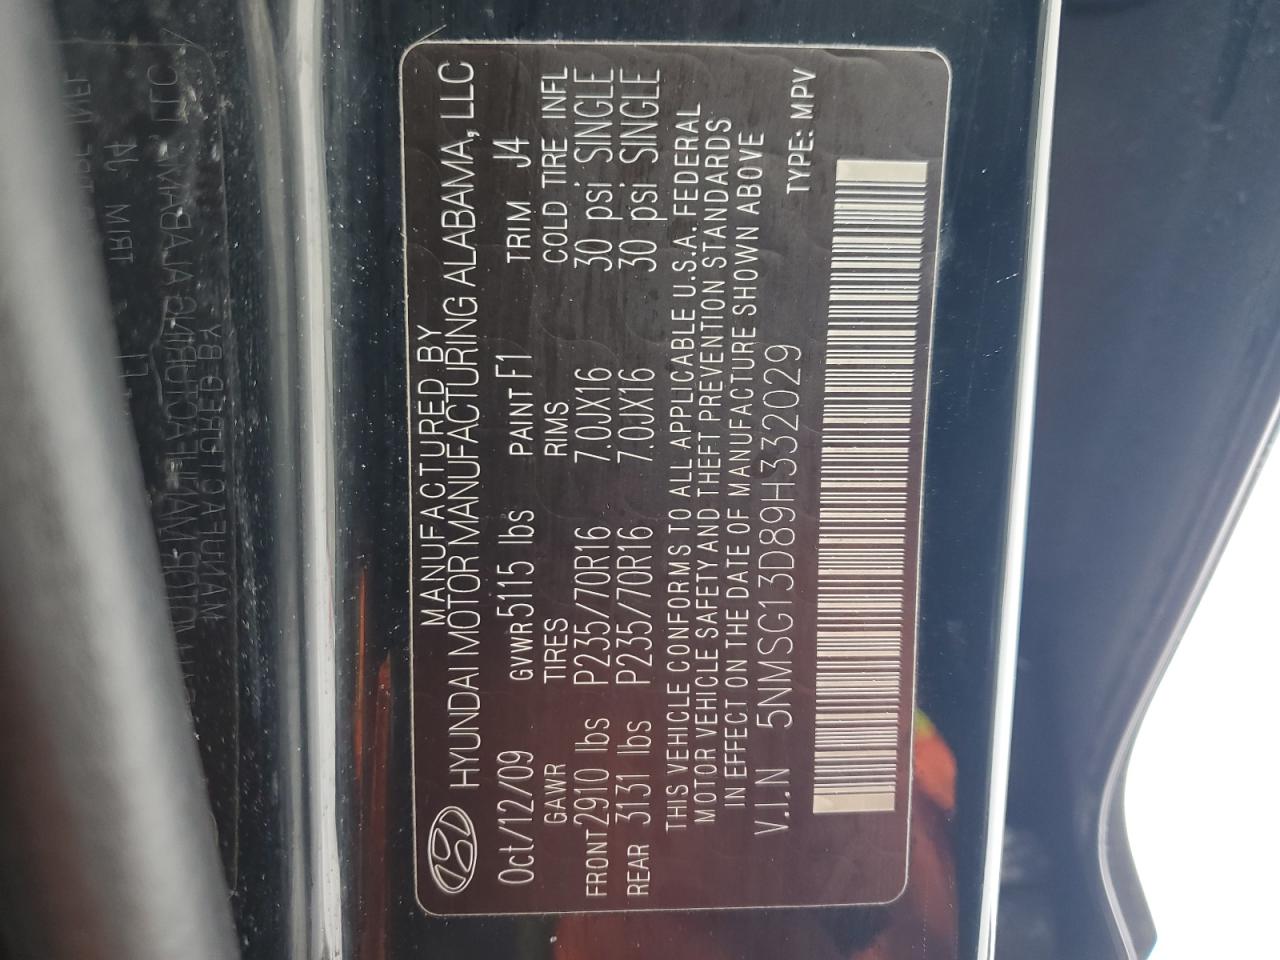 MANUFACTURED BY
HYUNDAI MOTOR MANUFACTURING ALABAMA, LLC
Oct/12/09 GVWR 5115 lbs PAINT F1 TRIM J4
GAWR TIRES RIMS COLD TIRE INFL
FRONT 2910 lbs P235/70R16 7.0JX16 30 psi SINGLE
REAR 3131 lbs P235/70R16 7.0JX16 30 psi SINGLE
THIS VEHICLE CONFORMS TO ALL APPLICABLE U.S.A. FEDERAL
MOTOR VEHICLE SAFETY AND THEFT PREVENTION STANDARDS
IN EFFECT ON THE DATE OF MANUFACTURE SHOWN ABOVE
V.I.N 5NMSG13D89H332029 TYPE: MPV